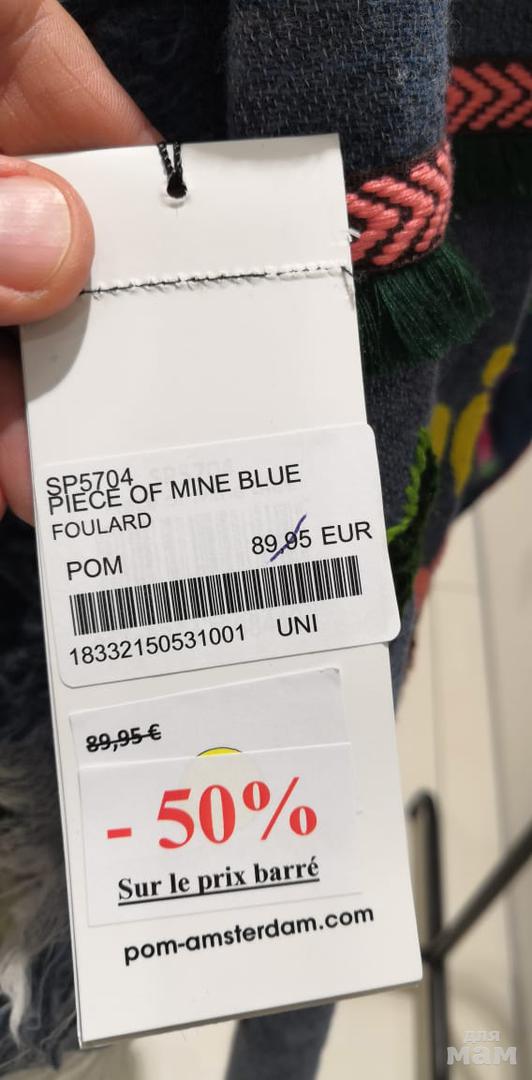 SP5704
PIECE OF MINE BLUE
FOULARD
POM 89,95 EUR
18332150531001 UNI
89,95 €
- 50%
Sur le prix barré
pom-amsterdam.com
для
мам